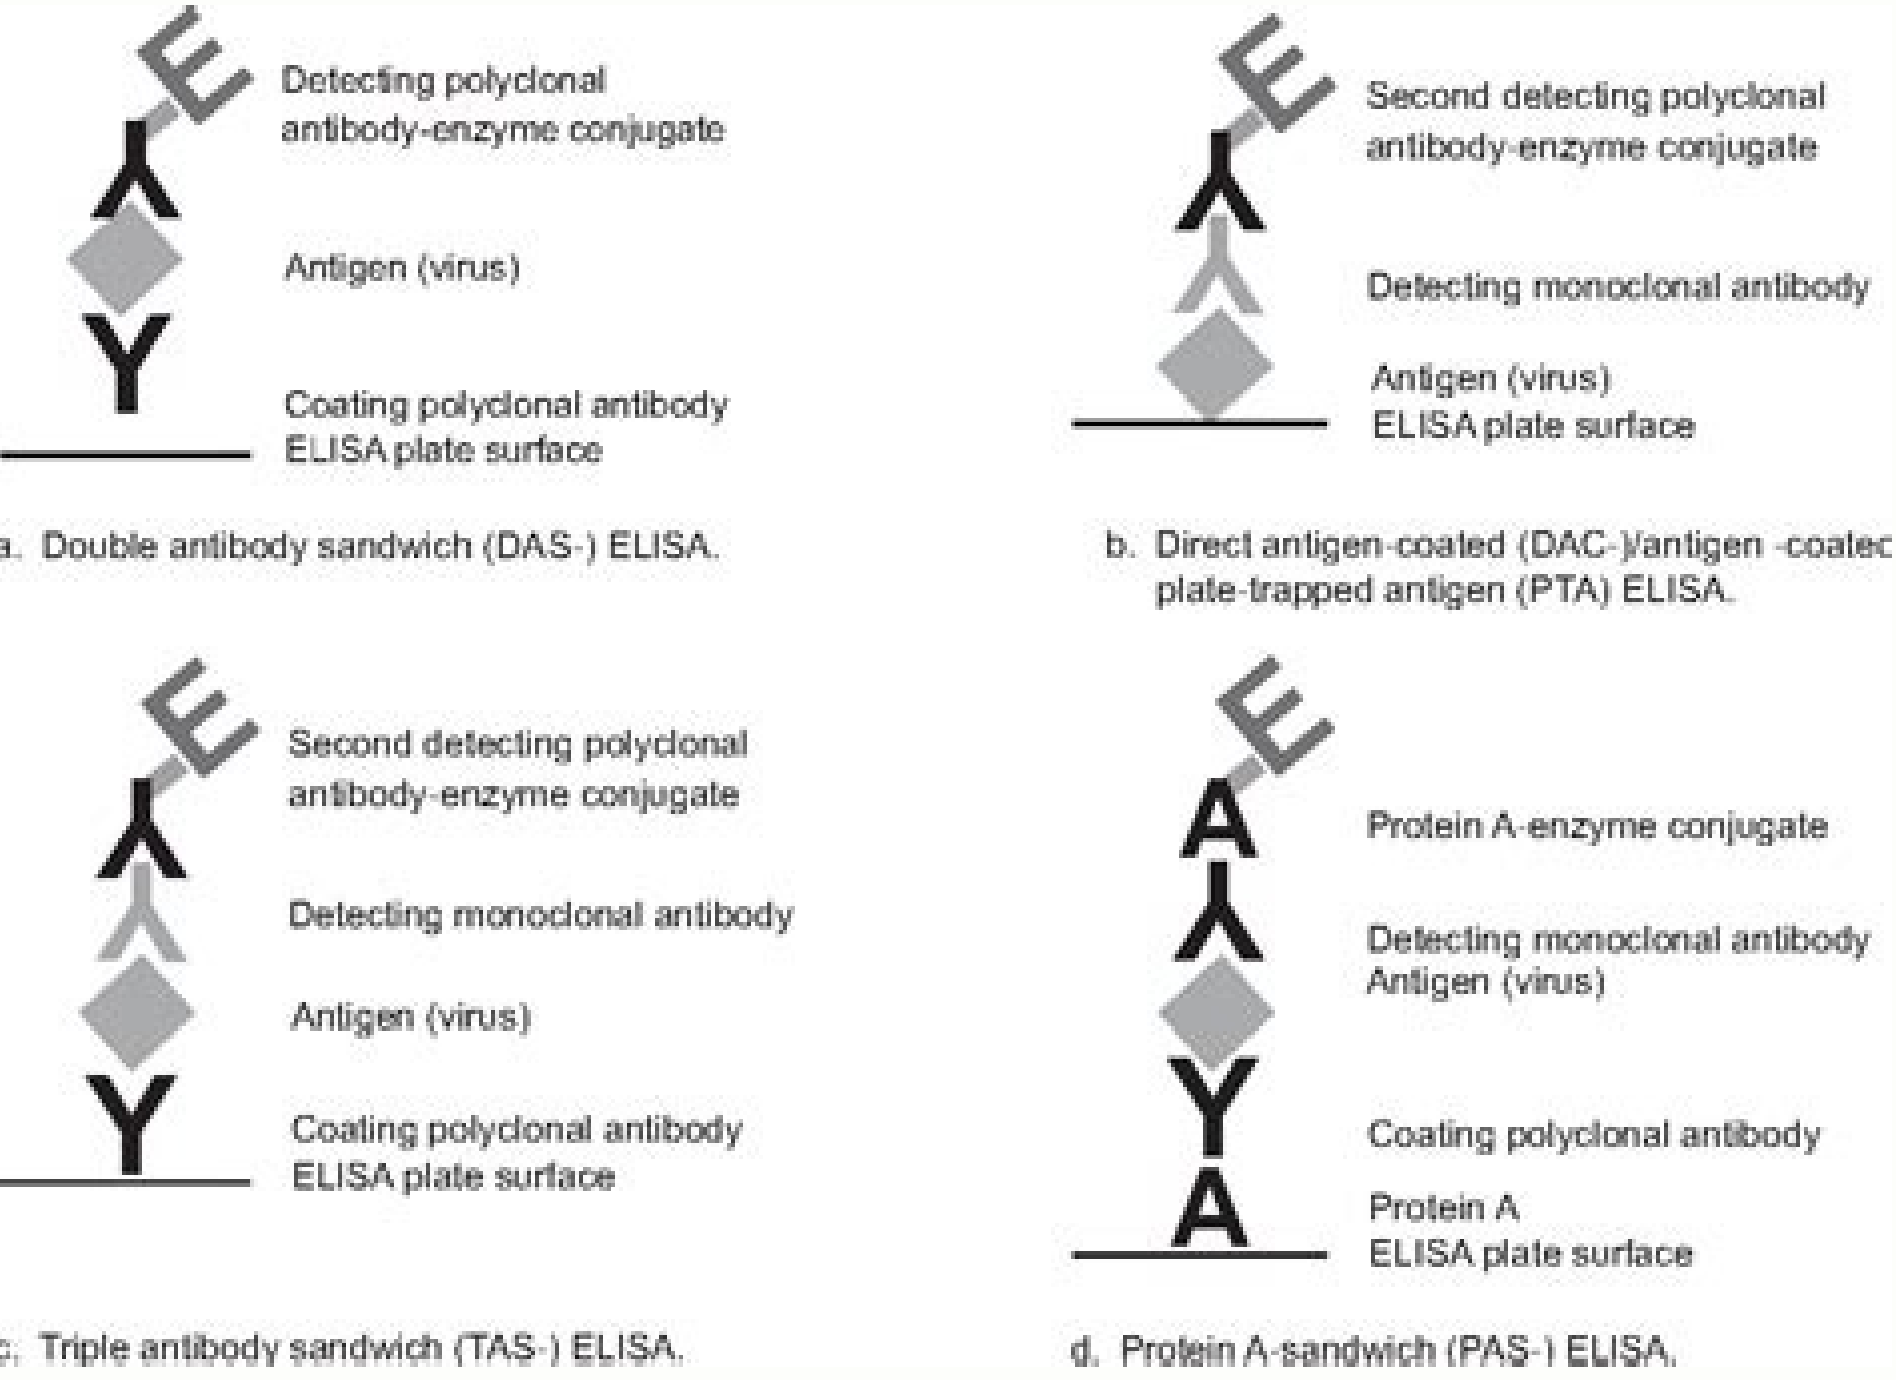 E
Detecting polyclonal
antibody-enzyme conjugate
Antigen (virus)
Coating polyclonal antibody
ELISA plate surface
a. Double antibody sandwich (DAS-) ELISA.
E
Second detecting polyclonal
antibody-enzyme conjugate
Detecting monoclonal antibody
Antigen (virus)
ELISA plate surface
b. Direct antigen-coated (DAC-)/antigen -coated
plate-trapped antigen (PTA) ELISA.
E
Second detecting polyclonal
antibody-enzyme conjugate
Detecting monoclonal antibody
Antigen (virus)
Coating polyclonal antibody
ELISA plate surface
c. Triple antibody sandwich (TAS-) ELISA.
E
A
Protein A-enzyme conjugate
Detecting monoclonal antibody
Antigen (virus)
Coating polyclonal antibody
A
Protein A
ELISA plate surface
d. Protein A-sandwich (PAS-) ELISA.